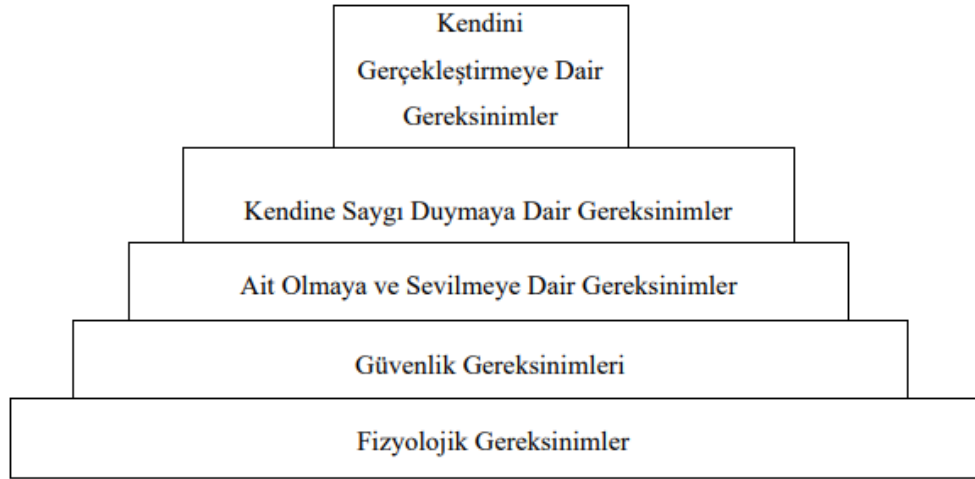 Kendini
Gerçekleştirmeye Dair
Gereksinimler
Kendine Saygı Duymaya Dair Gereksinimler
Ait Olmaya ve Sevilmeye Dair Gereksinimler
Güvenlik Gereksinimleri
Fizyolojik Gereksinimler